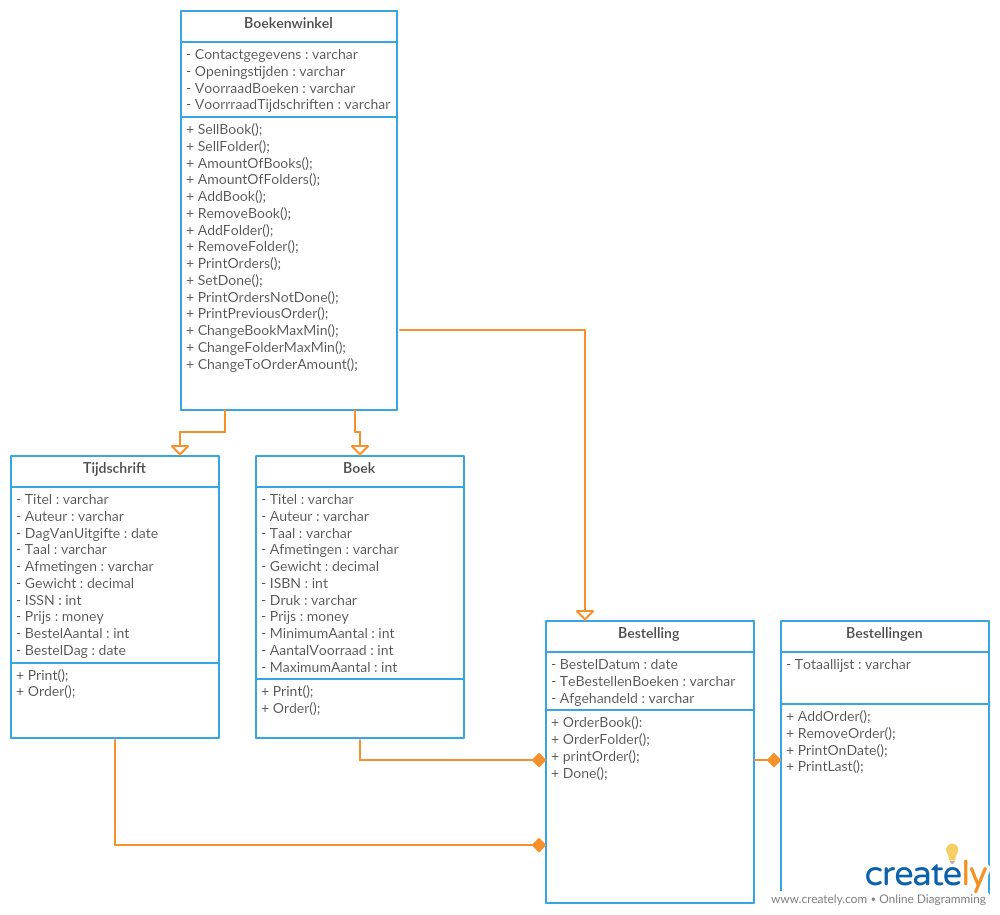 Boekenwinkel
- Contactgegevens : varchar
- Openingstijden : varchar
- VoorraadBoeken : varchar
- VoorrraadTijdschriften : varchar
+ SellBook();
+ SellFolder();
+ AmountOfBooks();
+ AmountOfFolders();
+ AddBook();
+ RemoveBook();
+ AddFolder();
+ RemoveFolder();
+ PrintOrders();
+ SetDone();
+ PrintOrdersNotDone();
+ PrintPreviousOrder();
+ ChangeBookMaxMin();
+ ChangeFolderMaxMin();
+ ChangeToOrderAmount();
Tijdschrift
- Titel : varchar
- Auteur : varchar
- DagVanUitgifte : date
- Taal : varchar
- Afmetingen : varchar
- Gewicht : decimal
- ISSN : int
- Prijs : money
- BestelAantal : int
- BestelDag : date
+ Print();
+ Order();
Boek
- Titel : varchar
- Auteur : varchar
- Taal : varchar
- Afmetingen : varchar
- Gewicht : decimal
- ISBN : int
- Druk : varchar
- Prijs : money
- MinimumAantal : int
- AantalVoorraad : int
- MaximumAantal : int
+ Print();
+ Order();
Bestelling
- BestelDatum : date
- TeBestellenBoeken : varchar
- Afgehandeld : varchar
+ OrderBook():
+ OrderFolder();
+ printOrder();
+ Done();
Bestellingen
- Totaallijst : varchar
+ AddOrder();
+ RemoveOrder();
+ PrintOnDate();
+ PrintLast();
creately
www.creately.com • Online Diagramming